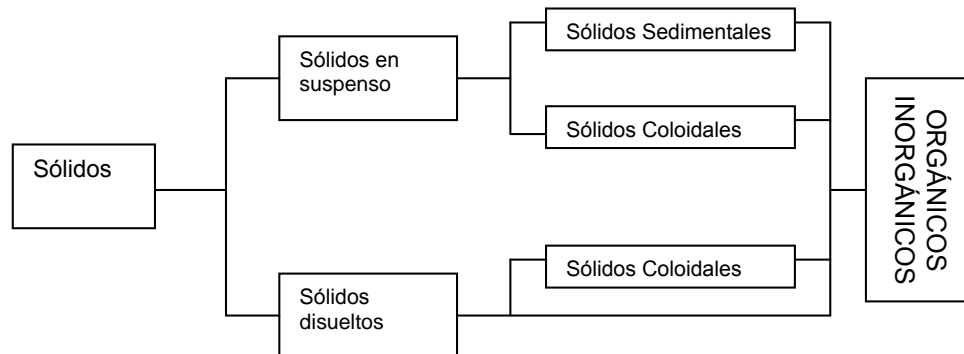 Sólidos
Sólidos en
suspenso
Sólidos
disueltos
Sólidos Sedimentales
Sólidos Coloidales
Sólidos Coloidales
ORGÁNICOS
INORGÁNICOS